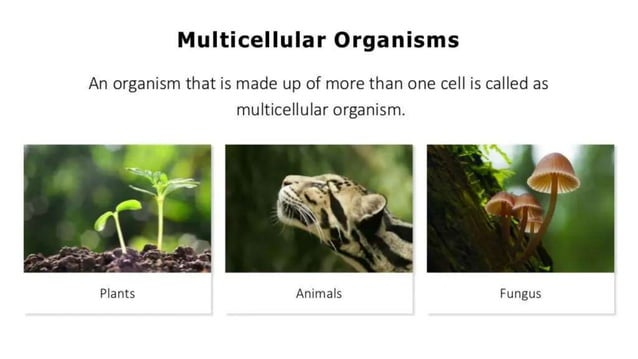 Multicellular Organisms
An organism that is made up of more than one cell is called as
multicellular organism.
Plants
Animals
Fungus